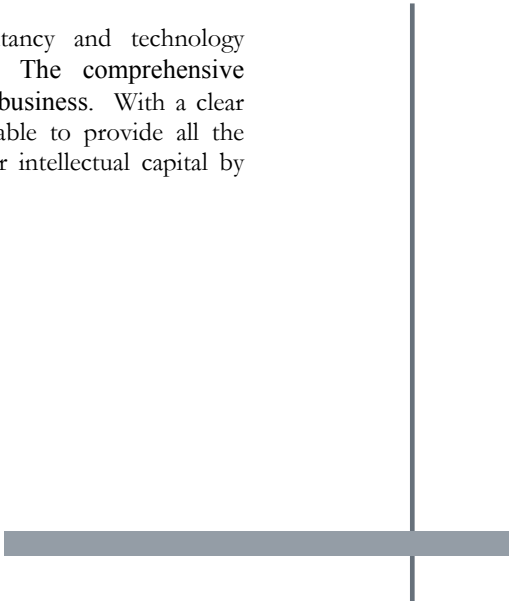 tancy and technology
The comprehensive
business. With a clear
able to provide all the
r intellectual capital by